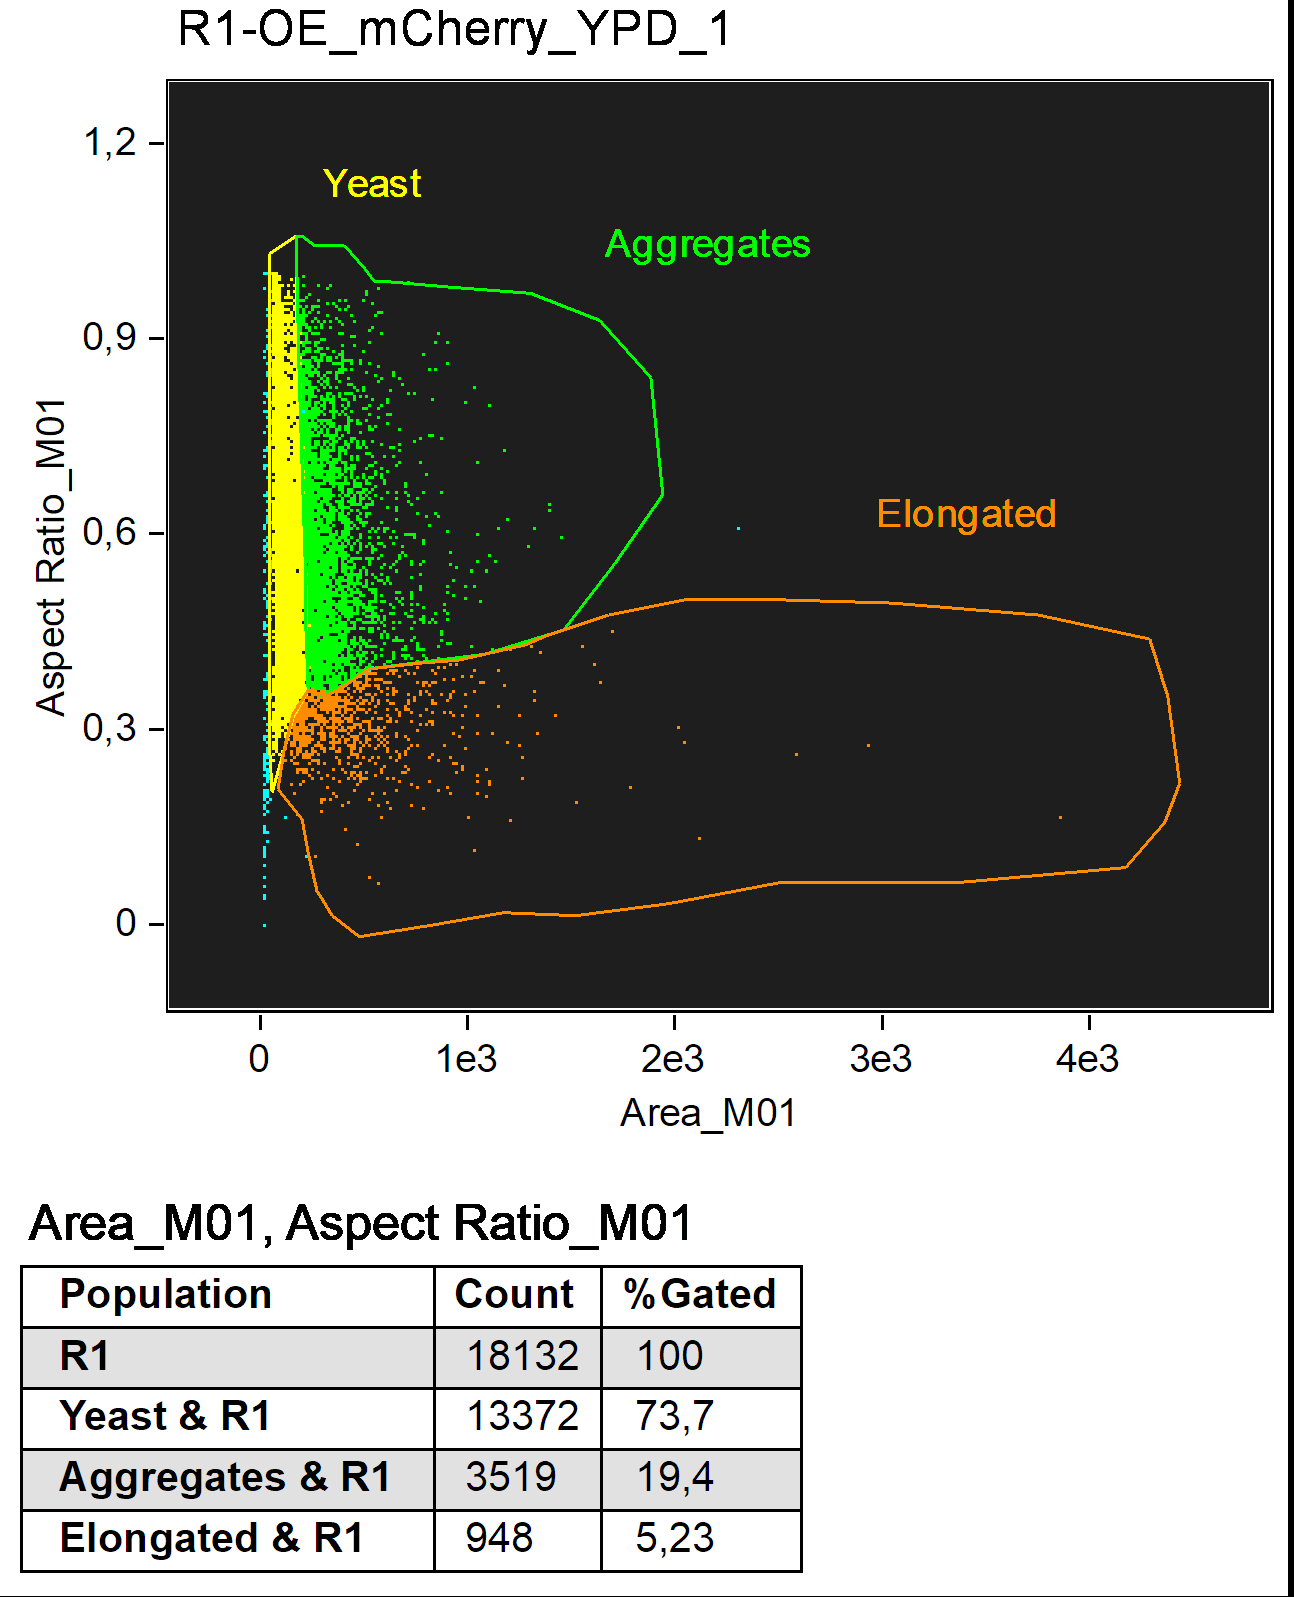 R1-OE_mCherry_YPD_1
1,2
Yeast
Aggregates
0,9
Elongated
0,6
0,3
0
Aspect Ratio_M01
0 1e3 2e3 3e3 4e3
Area_M01
Area_M01, Aspect Ratio_M01
Population Count %Gated
R1 18132 100
Yeast & R1 13372 73,7
Aggregates & R1 3519 19,4
Elongated & R1 948 5,23